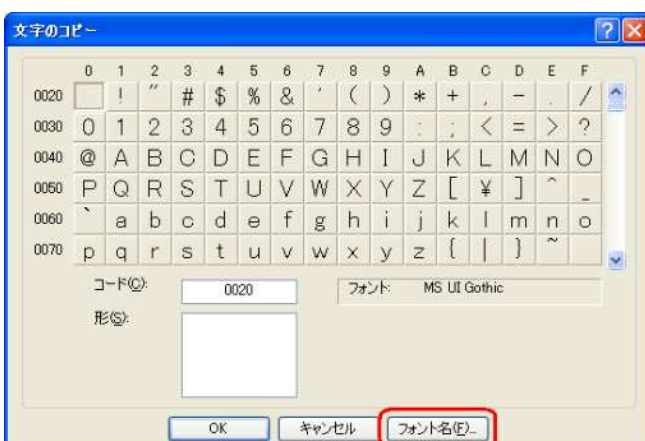 文字のコピー
0 1 2 3 4 5 6 7 8 9 A B C D E F
0020 ! " # $ % & ' ( ) * + , - . /
0030 0 1 2 3 4 5 6 7 8 9 : ; < = > ?
0040 @ A B C D E F G H I J K L M N O
0050 P Q R S T U V W X Y Z [ ¥ ] ^ _
0060 ` a b c d e f g h i j k l m n o
0070 p q r s t u v w x y z { | } ~
コード(C): 0020 フォント: MS UI Gothic
形(S):
OK キャンセル フォント名(F)...